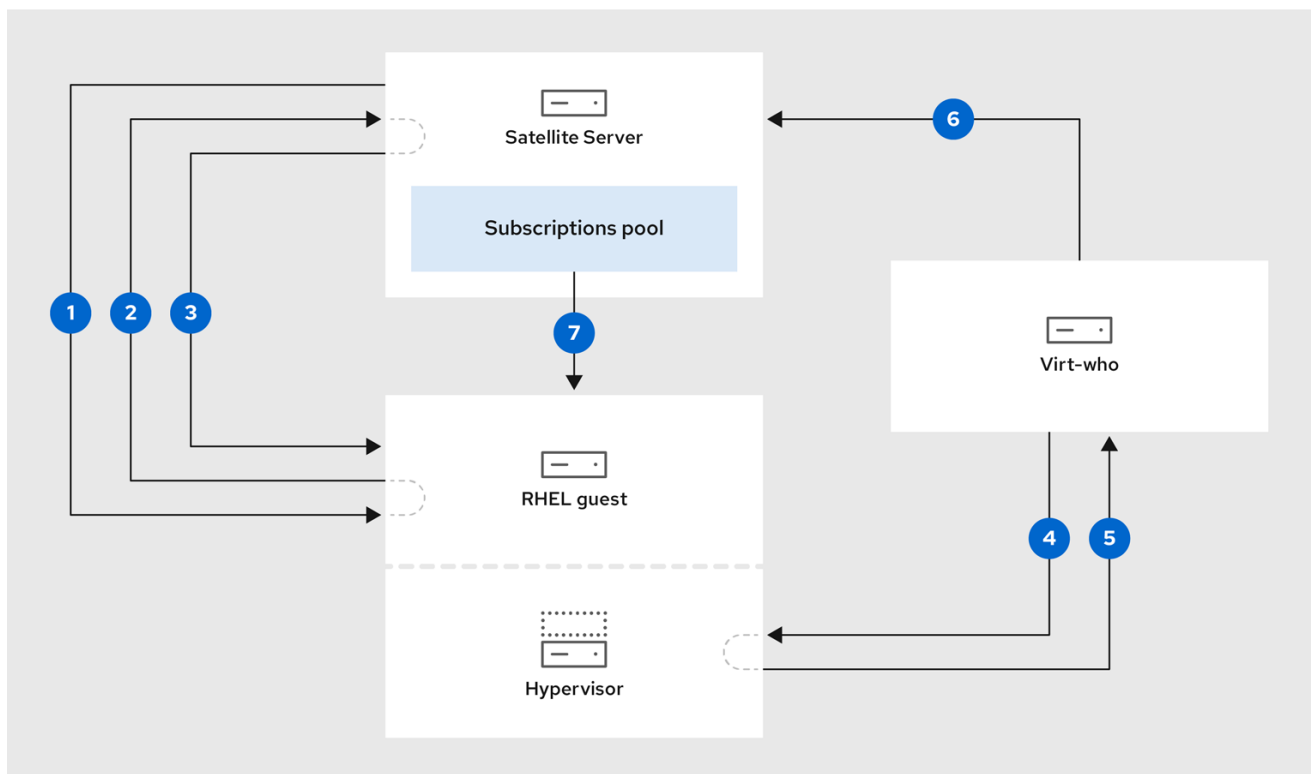 Satellite Server
6
Subscriptions pool
1
2
3
7
Virt-who
RHEL guest
4
5
Hypervisor